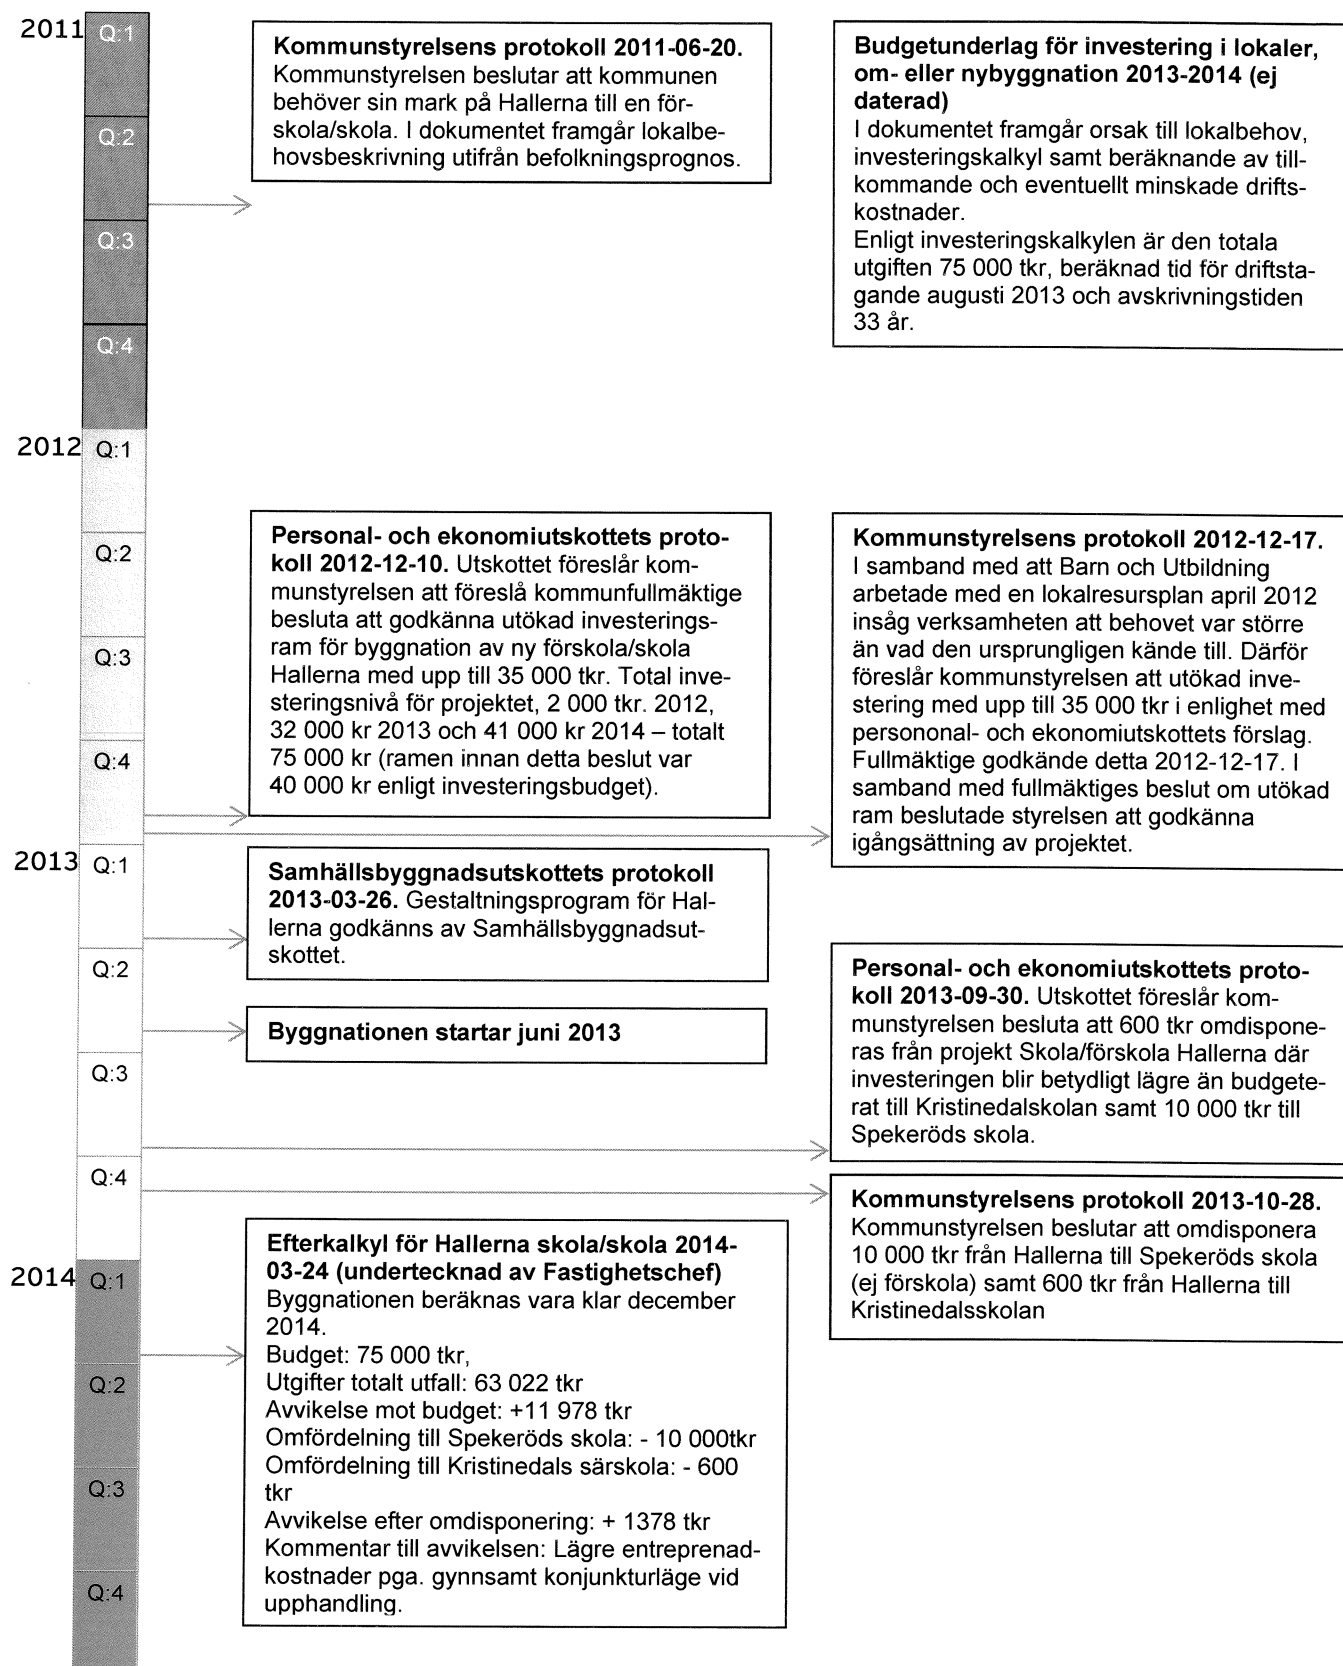 2011
Q:1
Q:2
Q:3
Q:4
Kommunstyrelsens protokoll 2011-06-20.
Kommunstyrelsen beslutar att kommunen
behöver sin mark på Hallerna till en för-
skola/skola. I dokumentet framgår lokalbe-
hovsbeskrivning utifrån befolkningsprognos.
Budgetunderlag för investering i lokaler,
om- eller nybyggnation 2013-2014 (ej
daterad)
I dokumentet framgår orsak till lokalbehov,
investeringskalkyl samt beräknande av till-
kommande och eventuellt minskade drifts-
kostnader.
Enligt investeringskalkylen är den totala
utgiften 75 000 tkr, beräknad tid för driftsta-
gande augusti 2013 och avskrivningstiden
33 år.
2012
Q:1
Q:2
Q:3
Q:4
Personal- och ekonomiutskottets proto-
koll 2012-12-10. Utskottet föreslår kom-
munstyrelsen att föreslå kommunfullmäktige
besluta att godkänna utökad investerings-
ram för byggnation av ny förskola/skola
Hallerna med upp till 35 000 tkr. Total inve-
steringsnivå för projektet, 2 000 tkr. 2012,
32 000 kr 2013 och 41 000 kr 2014 – totalt
75 000 kr (ramen innan detta beslut var
40 000 kr enligt investeringsbudget).
Kommunstyrelsens protokoll 2012-12-17.
I samband med att Barn och Utbildning
arbetade med en lokalresursplan april 2012
insåg verksamheten att behovet var större
än vad den ursprungligen kände till. Därför
föreslår kommunstyrelsen att utökad inve-
stering med upp till 35 000 tkr i enlighet med
persononal- och ekonomiutskottets förslag.
Fullmäktige godkände detta 2012-12-17. I
samband med fullmäktiges beslut om utökad
ram beslutade styrelsen att godkänna
igångsättning av projektet.
2013
Q:1
Q:2
Q:3
Q:4
Samhällsbyggnadsutskottets protokoll
2013-03-26. Gestaltningsprogram för Hal-
lerna godkänns av Samhällsbyggnadsut-
skottet.
Byggnationen startar juni 2013
Personal- och ekonomiutskottets proto-
koll 2013-09-30. Utskottet föreslår kom-
munstyrelsen besluta att 600 tkr omdispone-
ras från projekt Skola/förskola Hallerna där
investeringen blir betydligt lägre än budgete-
rat till Kristinedalskolan samt 10 000 tkr till
Spekeröds skola.
Kommunstyrelsens protokoll 2013-10-28.
Kommunstyrelsen beslutar att omdisponera
10 000 tkr från Hallerna till Spekeröds skola
(ej förskola) samt 600 tkr från Hallerna till
Kristinedalsskolan
2014
Q:1
Q:2
Q:3
Q:4
Efterkalkyl för Hallerna skola/skola 2014-
03-24 (undertecknad av Fastighetschef)
Byggnationen beräknas vara klar december
2014.
Budget: 75 000 tkr,
Utgifter totalt utfall: 63 022 tkr
Avvikelse mot budget: +11 978 tkr
Omfördelning till Spekeröds skola: - 10 000tkr
Omfördelning till Kristinedals särskola: - 600
tkr
Avvikelse efter omdisponering: + 1378 tkr
Kommentar till avvikelsen: Lägre entreprenad-
kostnader pga. gynnsamt konjunkturläge vid
upphandling.